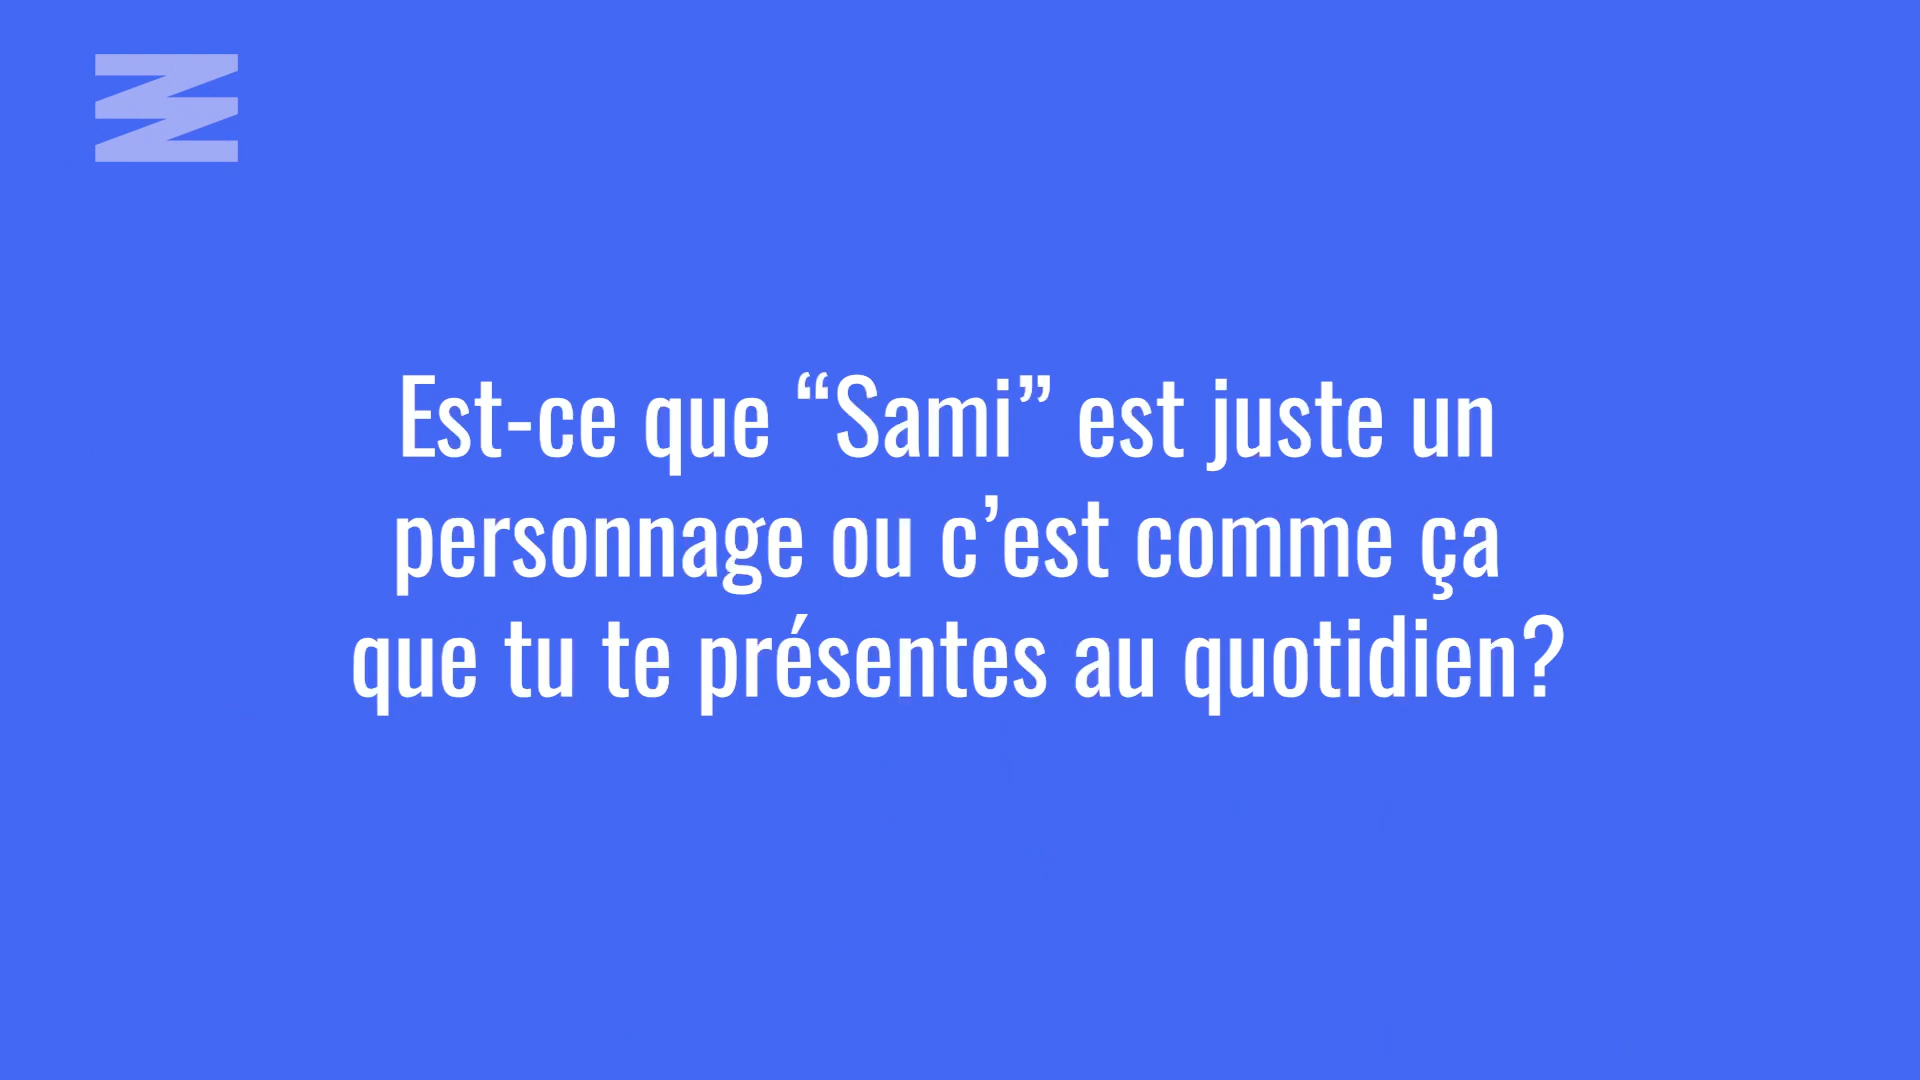 Est-ce que “Sami” est juste un
personnage ou c’est comme ça
que tu te présentes au quotidien?